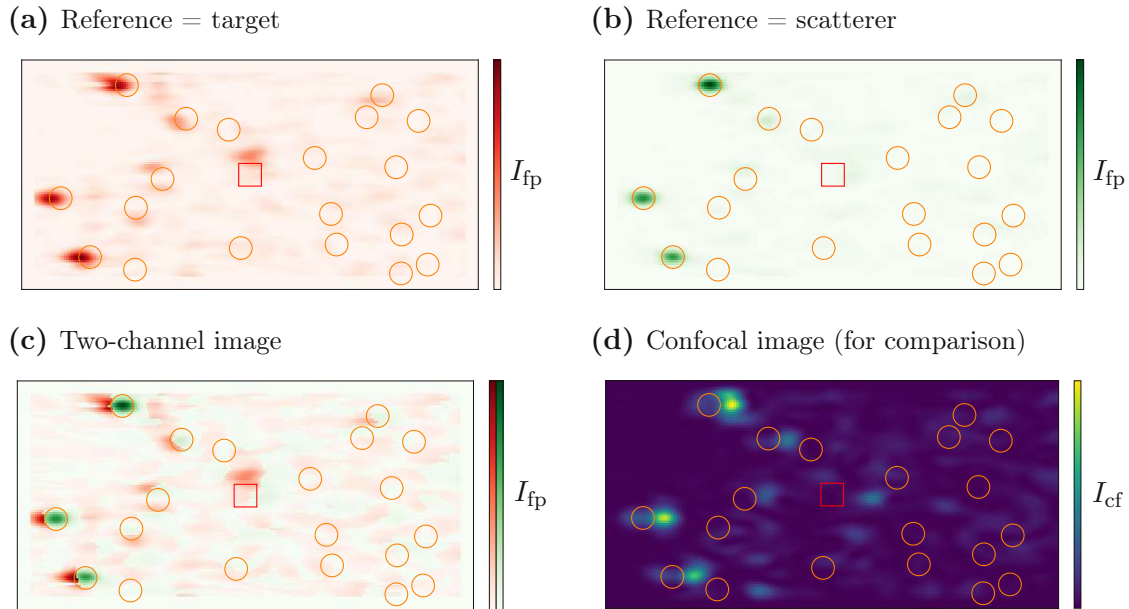 (a) Reference = target
(b) Reference = scatterer
I_fp
I_fp
(c) Two-channel image
(d) Confocal image (for comparison)
I_fp
I_cf